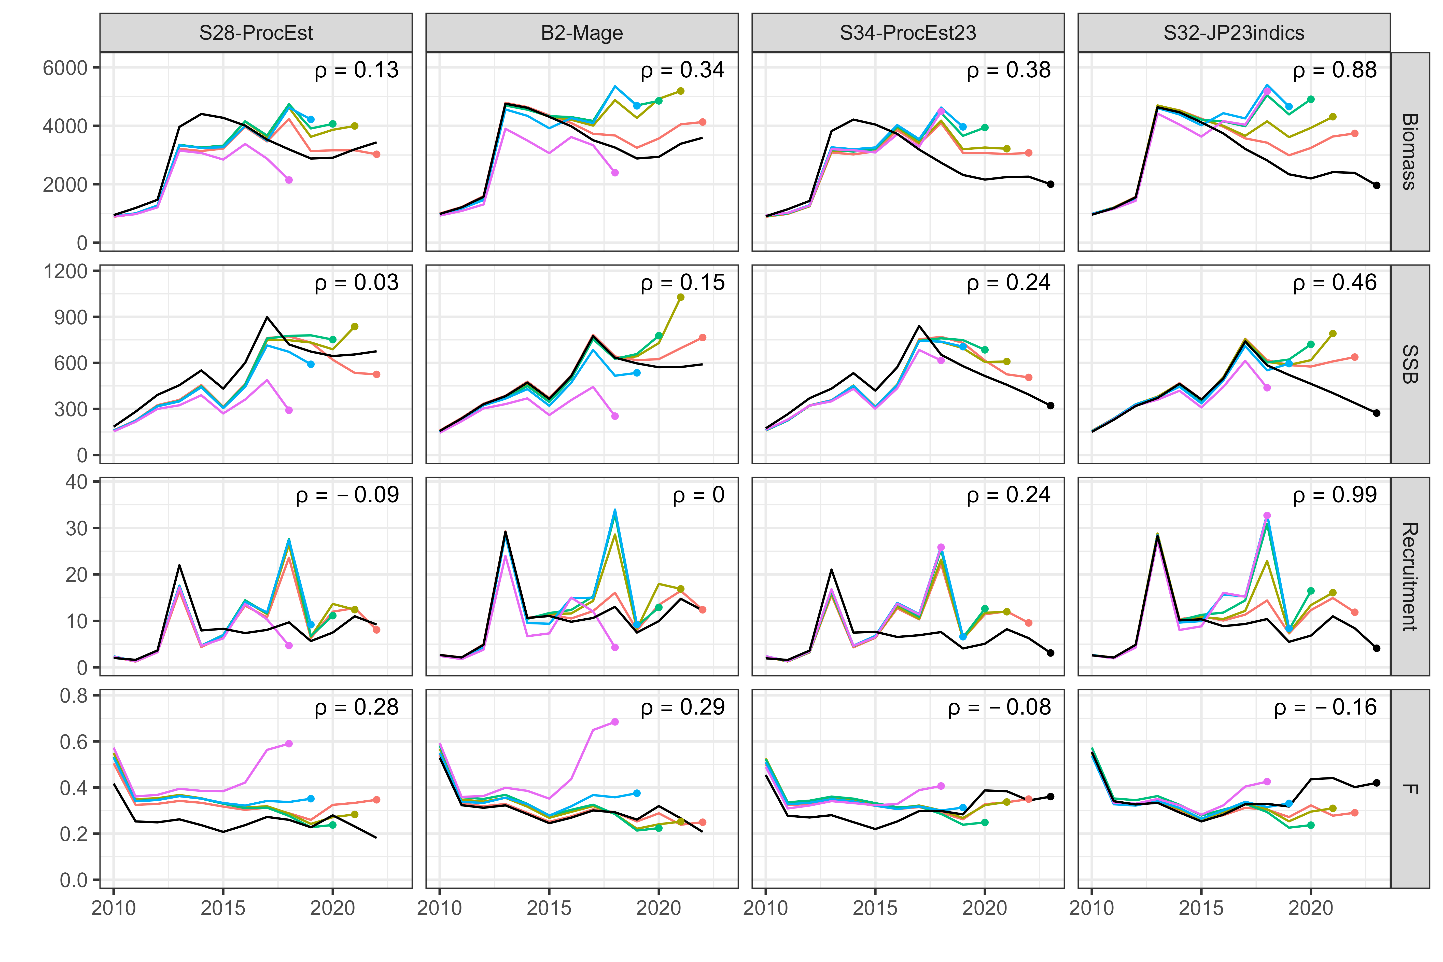 S28-ProcEst B2-Mage S34-ProcEst23 S32-JP23indics
6000 4000 2000 0 ρ = 0.13 ρ = 0.34 ρ = 0.38 ρ = 0.88 Biomass
1200 900 600 300 0 ρ = 0.03 ρ = 0.15 ρ = 0.24 ρ = 0.46 SSB
40 30 20 10 0 ρ = − 0.09 ρ = 0 ρ = 0.24 ρ = 0.99 Recruitment
0.8 0.6 0.4 0.2 0.0 ρ = 0.28 ρ = 0.29 ρ = − 0.08 ρ = − 0.16 F
2010 2015 2020 2010 2015 2020 2010 2015 2020 2010 2015 2020